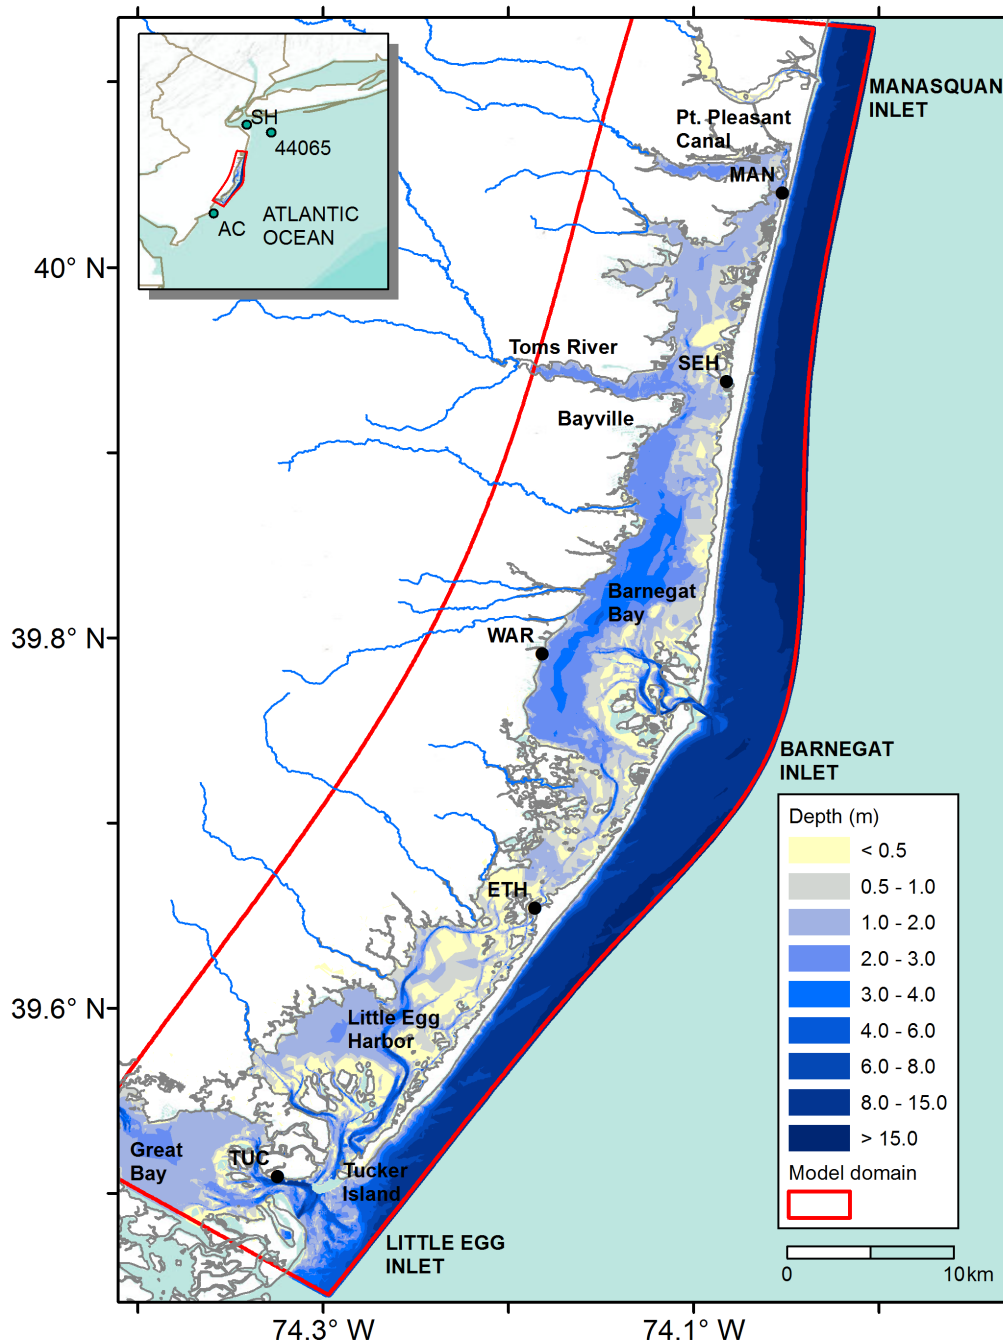 SH
44065
AC
ATLANTIC
OCEAN
MANASQUAN
INLET
Pt. Pleasant
Canal
MAN
40° N
Toms River
SEH
Bayville
Barnegat
Bay
39.8° N
WAR
BARNEGAT
INLET
Depth (m)
< 0.5
0.5 - 1.0
1.0 - 2.0
2.0 - 3.0
3.0 - 4.0
4.0 - 6.0
6.0 - 8.0
8.0 - 15.0
> 15.0
Model domain
0
10km
ETH
39.6° N
Little Egg
Harbor
Great
Bay
TUC
Tucker
Island
LITTLE EGG
INLET
74.3° W
74.1° W